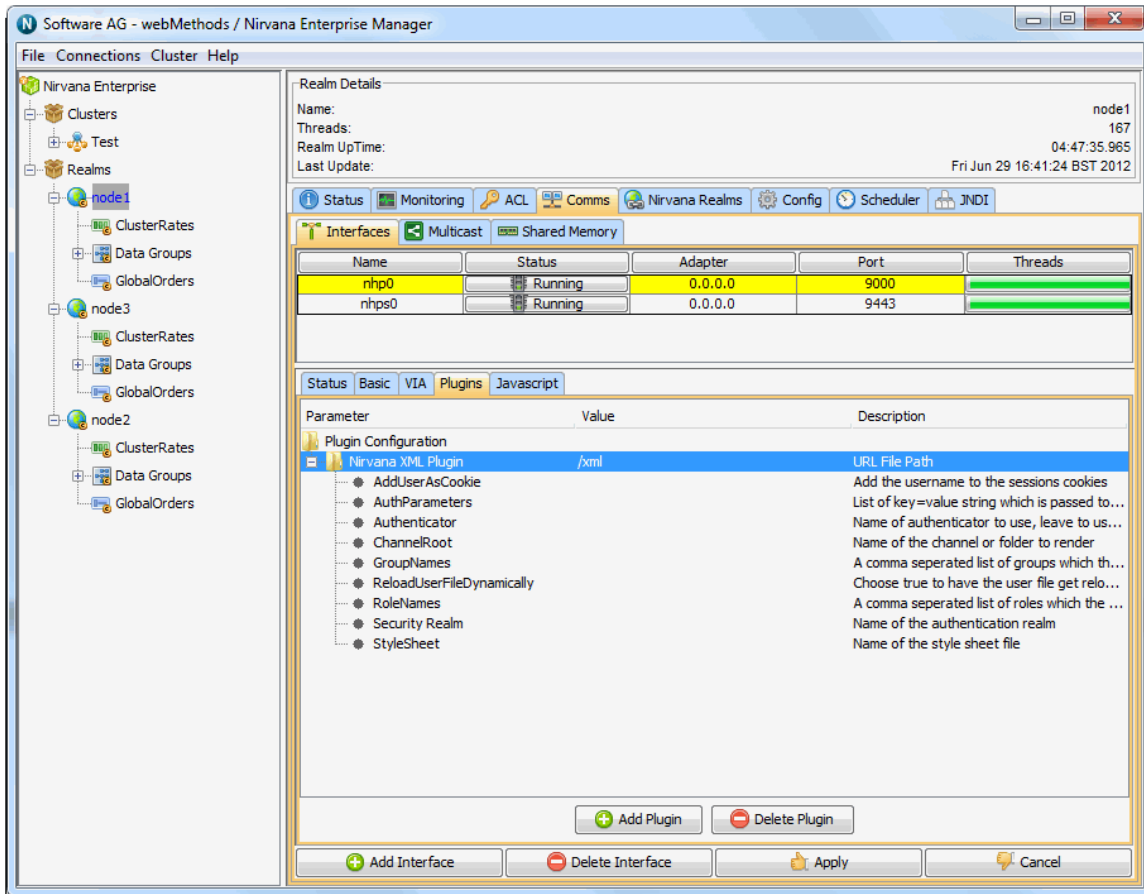 Software AG - webMethods / Nirvana Enterprise Manager
File Connections Cluster Help
Nirvana Enterprise
Clusters
Test
Realms
node1
ClusterRates
Data Groups
GlobalOrders
node3
ClusterRates
Data Groups
GlobalOrders
node2
ClusterRates
Data Groups
GlobalOrders
Realm Details
Name: node1
Threads: 167
Realm UpTime: 04:47:35.965
Last Update: Fri Jun 29 16:41:24 BST 2012
Status Monitoring ACL Comms Nirvana Realms Config Scheduler JNDI
Interfaces Multicast Shared Memory
Name Status Adapter Port Threads
nhp0 Running 0.0.0.0 9000
nhps0 Running 0.0.0.0 9443
Status Basic VIA Plugins Javascript
Parameter Value Description
Plugin Configuration
Nirvana XML Plugin /xml URL File Path
AddUserAsCookie Add the username to the sessions cookies
AuthParameters List of key=value string which is passed to...
Authenticator Name of authenticator to use, leave to us...
ChannelRoot Name of the channel or folder to render
GroupNames A comma seperated list of groups which th...
ReloadUserFileDynamically Choose true to have the user file get relo...
RoleNames A comma seperated list of roles which the ...
Security Realm Name of the authentication realm
StyleSheet Name of the style sheet file
Add Plugin Delete Plugin
Add Interface Delete Interface Apply Cancel